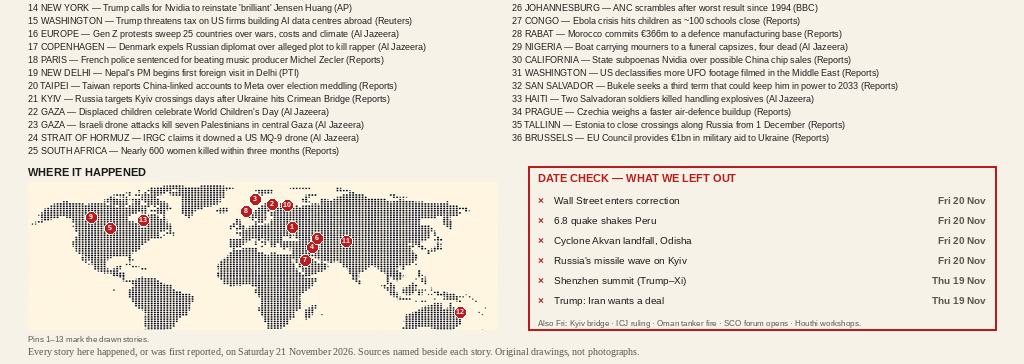 14 NEW YORK — Trump calls for Nvidia to reinstate 'brilliant' Jensen Huang (AP)
15 WASHINGTON — Trump threatens tax on US firms building AI data centres abroad (Reuters)
16 EUROPE — Gen Z protests sweep 25 countries over wars, costs and climate (Al Jazeera)
17 COPENHAGEN — Denmark expels Russian diplomat over alleged plot to kill rapper (Al Jazeera)
18 PARIS — French police sentenced for beating music producer Michel Zecler (Reports)
19 NEW DELHI — Nepal's PM begins first foreign visit in Delhi (PTI)
20 TAIPEI — Taiwan reports China-linked accounts to Meta over election meddling (Reports)
21 KYIV — Russia targets Kyiv crossings days after Ukraine hits Crimean Bridge (Reports)
22 GAZA — Displaced children celebrate World Children's Day (Al Jazeera)
23 GAZA — Israeli drone attacks kill seven Palestinians in central Gaza (Al Jazeera)
24 STRAIT OF HORMUZ — IRGC claims it downed a US MQ-9 drone (Al Jazeera)
25 SOUTH AFRICA — Nearly 600 women killed within three months (Reports)
26 JOHANNESBURG — ANC scrambles after worst result since 1994 (BBC)
27 CONGO — Ebola crisis hits children as ~100 schools close (Reports)
28 RABAT — Morocco commits €366m to a defence manufacturing base (Reports)
29 NIGERIA — Boat carrying mourners to a funeral capsizes, four dead (Al Jazeera)
30 CALIFORNIA — State subpoenas Nvidia over possible China chip sales (Reports)
31 WASHINGTON — US declassifies more UFO footage filmed in the Middle East (Reports)
32 SAN SALVADOR — Bukele seeks a third term that could keep him in power to 2033 (Reports)
33 HAITI — Two Salvadoran soldiers killed handling explosives (Al Jazeera)
34 PRAGUE — Czechia weighs a faster air-defence buildup (Reports)
35 TALLINN — Estonia to close crossings along Russia from 1 December (Reports)
36 BRUSSELS — EU Council provides €1bn in military aid to Ukraine (Reports)
WHERE IT HAPPENED
3
2
10
8
9
13
5
1
6
11
4
7
12
Pins 1–13 mark the drawn stories.
DATE CHECK — WHAT WE LEFT OUT
× Wall Street enters correction Fri 20 Nov
× 6.8 quake shakes Peru Fri 20 Nov
× Cyclone Akvan landfall, Odisha Fri 20 Nov
× Russia's missile wave on Kyiv Fri 20 Nov
× Shenzhen summit (Trump–Xi) Thu 19 Nov
× Trump: Iran wants a deal Thu 19 Nov
Also Fri: Kyiv bridge · ICJ ruling · Oman tanker fire · SCO forum opens · Houthi workshops.
Every story here happened, or was first reported, on Saturday 21 November 2026. Sources named beside each story. Original drawings, not photographs.